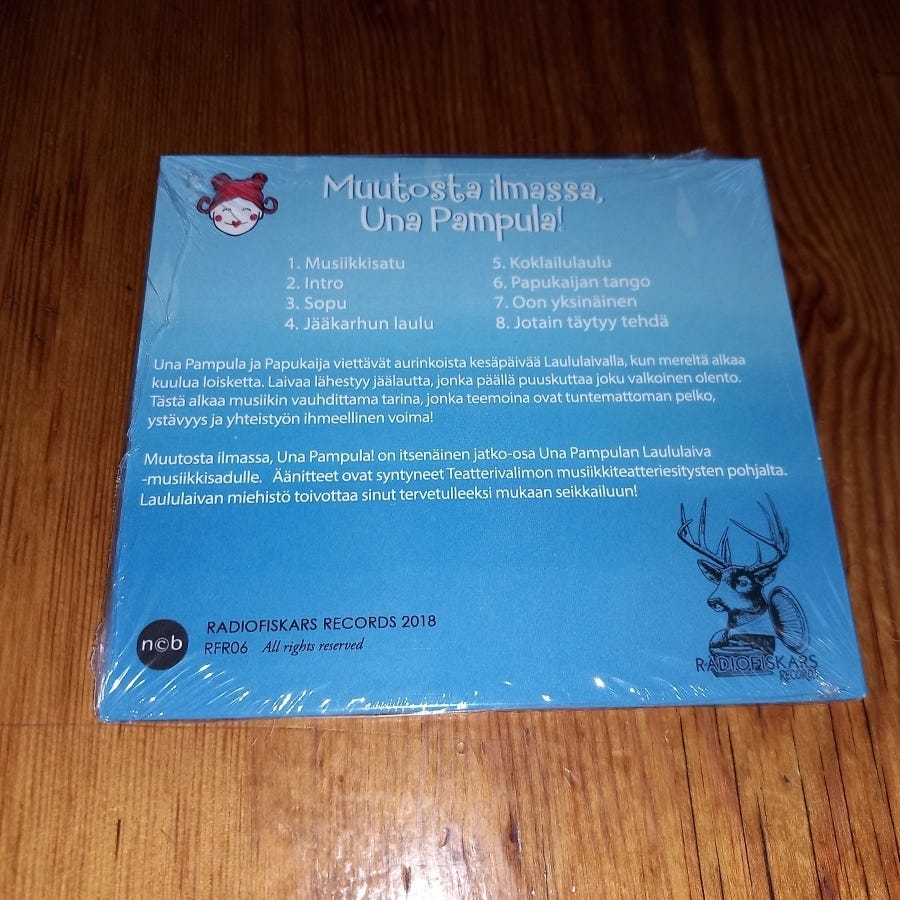 Muutosta ilmassa,
Una Pampula!
1. Musiikkisatu
2. Intro
3. Sopu
4. Jääkarhun laulu
5. Koklailulaulu
6. Papukaijan tango
7. Oon yksinäinen
8. Jotain täytyy tehdä
Una Pampula ja Papukaija viettävät aurinkoista kesäpäivää Laululaivalla, kun mereltä alkaa
kuulua loisketta. Laivaa lähestyy jäälautta, jonka päällä puuskuttaa joku valkoinen olento.
Tästä alkaa musiikin vauhdittama tarina, jonka teemoina ovat tuntemattoman pelko,
ystävyys ja yhteistyön ihmeellinen voima!
Muutosta ilmassa, Una Pampula! on itsenäinen jatko-osa Una Pampulan Laululaiva
-musiikkisadulle. Äänitteet ovat syntyneet Teatterivalimon musiikkiteatteriesitysten pohjalta.
Laululaivan miehistö toivottaa sinut tervetulleeksi mukaan seikkailuun!
n©b
RADIOFISKARS RECORDS 2018
RFR06 All rights reserved
RADIOFISKARS
RECORDS